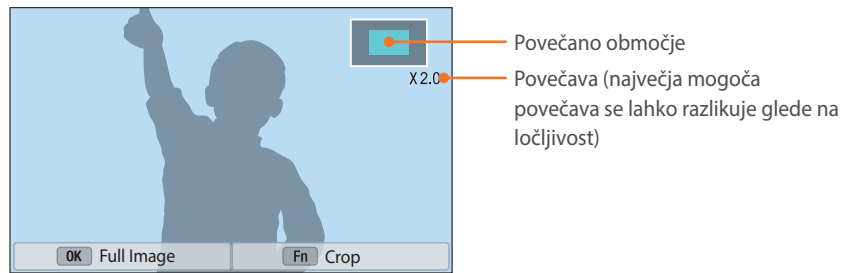 Povečano območje
X 2.0
Povečava (največja mogoča
povečava se lahko razlikuje glede na
ločljivost)
OK Full Image
Fn Crop